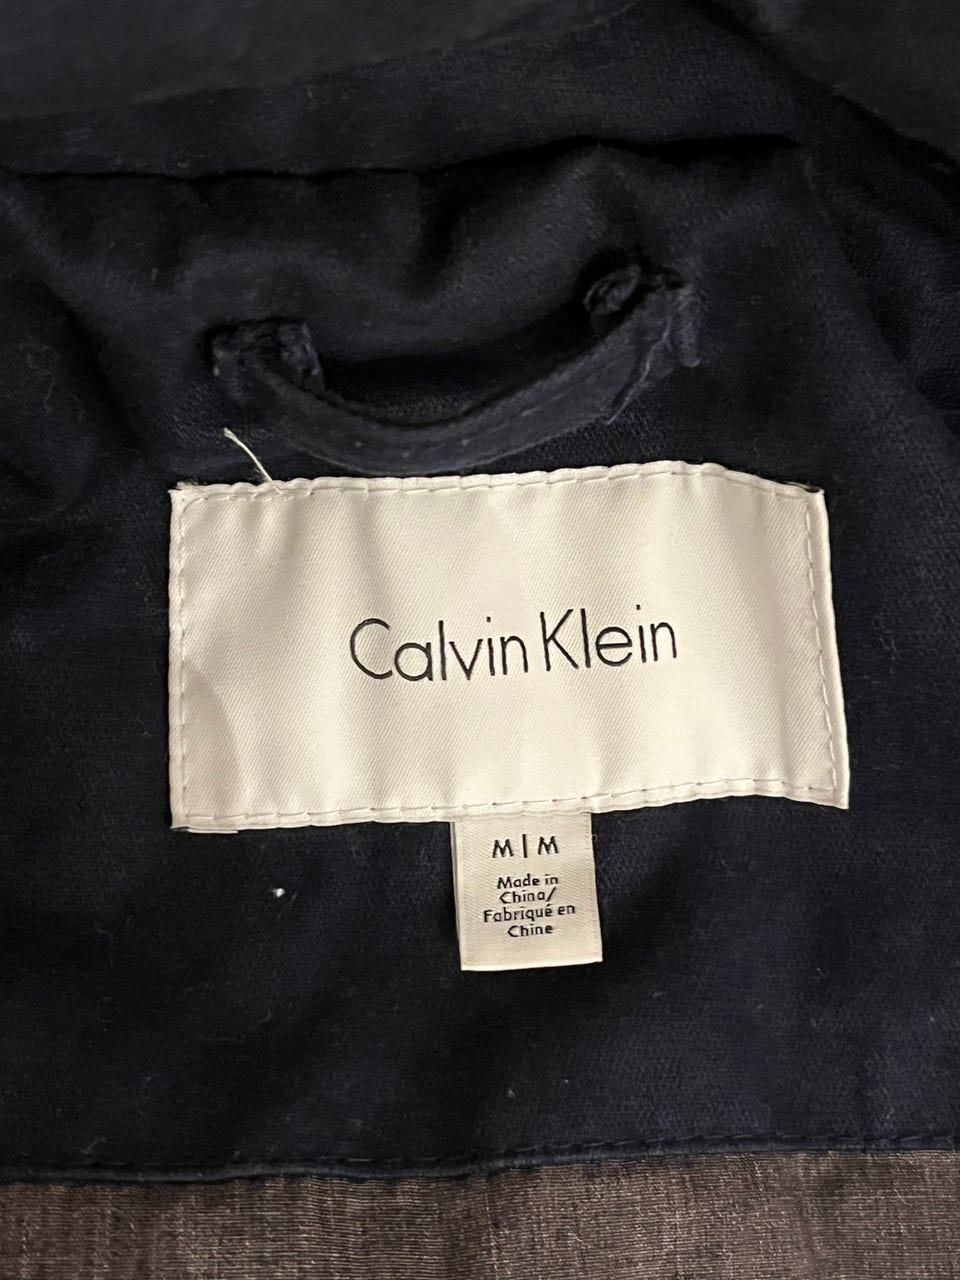 Calvin Klein
M | M
Made in
China/
Fabriqué en
Chine